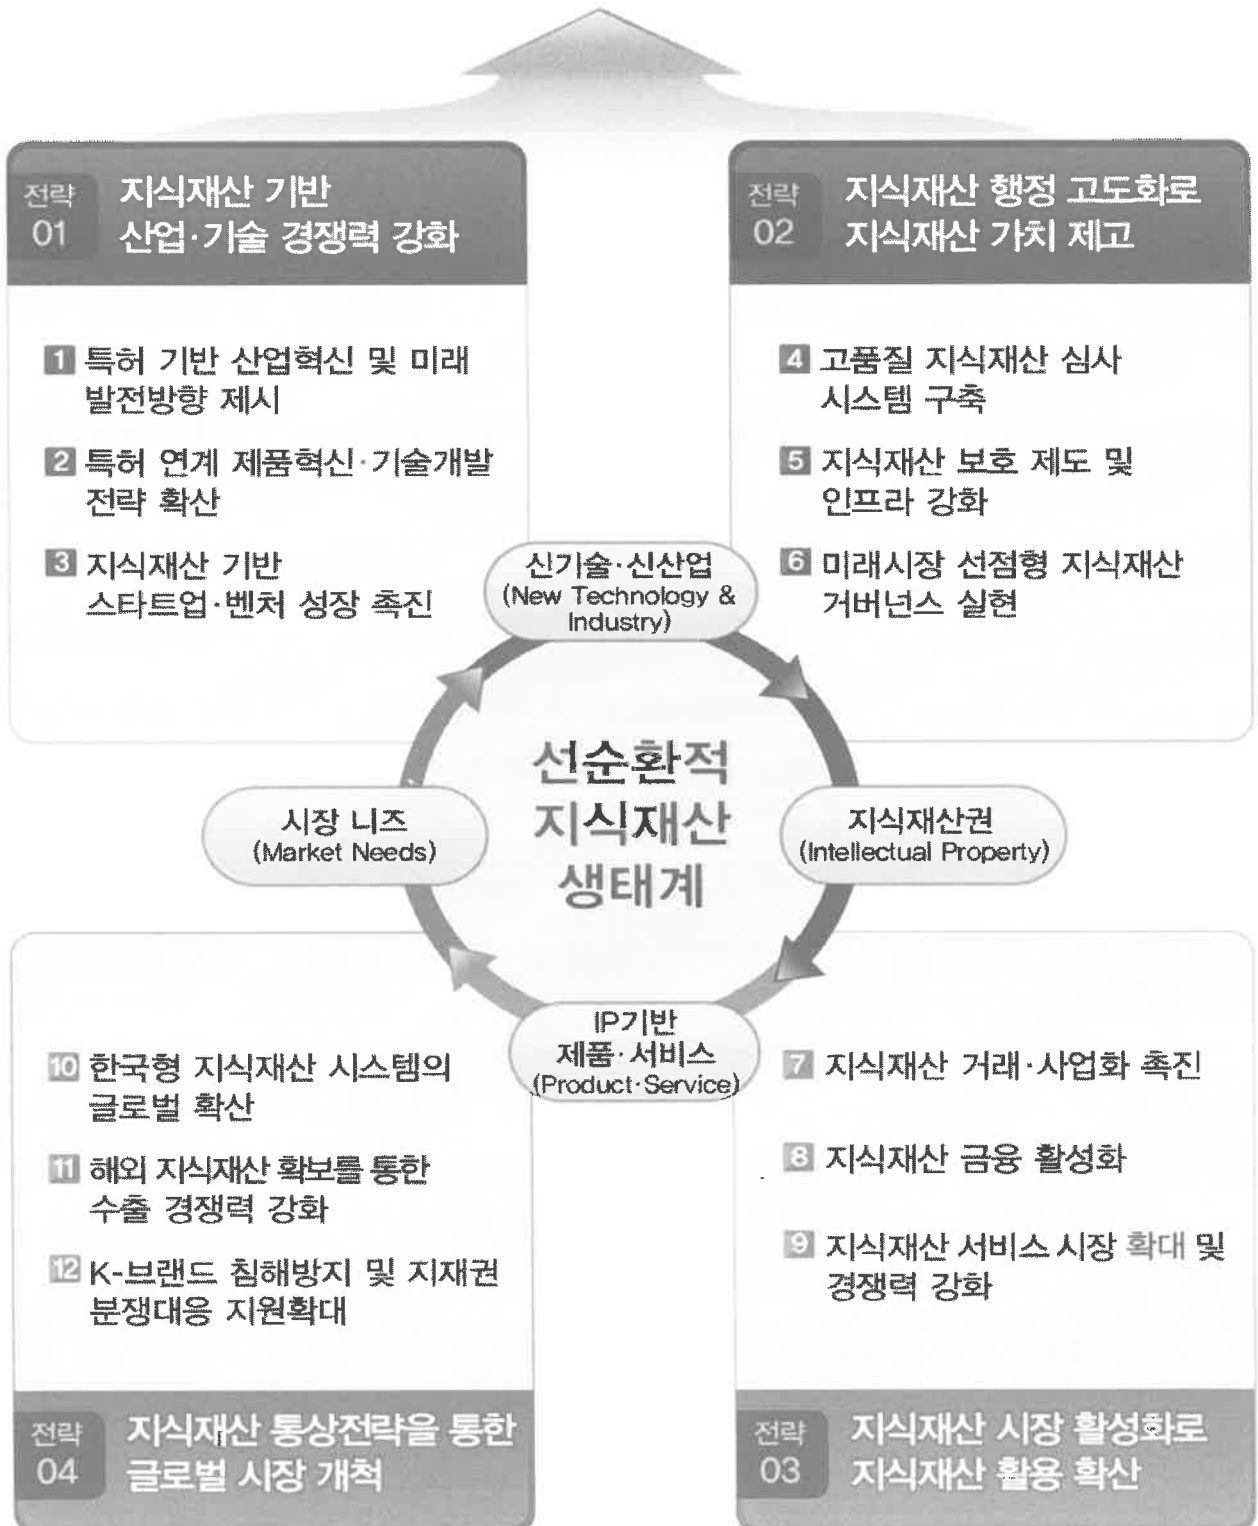 전략
01
지식재산 기반
산업·기술 경쟁력 강화
1 특허 기반 산업혁신 및 미래
발전방향 제시
2 특허 연계 제품혁신·기술개발
전략 확산
3 지식재산 기반
스타트업·벤처 성장 촉진
전략
02
지식재산 행정 고도화로
지식재산 가치 제고
4 고품질 지식재산 심사
시스템 구축
5 지식재산 보호 제도 및
인프라 강화
6 미래시장 선점형 지식재산
거버넌스 실현
신기술·신산업
(New Technology &
Industry)
선순환적
지식재산
생태계
시장 니즈
(Market Needs)
지식재산권
(Intellectual Property)
IP기반
제품·서비스
(Product·Service)
10 한국형 지식재산 시스템의
글로벌 확산
11 해외 지식재산 확보를 통한
수출 경쟁력 강화
12 K-브랜드 침해방지 및 지재권
분쟁대응 지원확대
전략
04
지식재산 통상전략을 통한
글로벌 시장 개척
7 지식재산 거래·사업화 촉진
8 지식재산 금융 활성화
9 지식재산 서비스 시장 확대 및
경쟁력 강화
전략
03
지식재산 시장 활성화로
지식재산 활용 확산